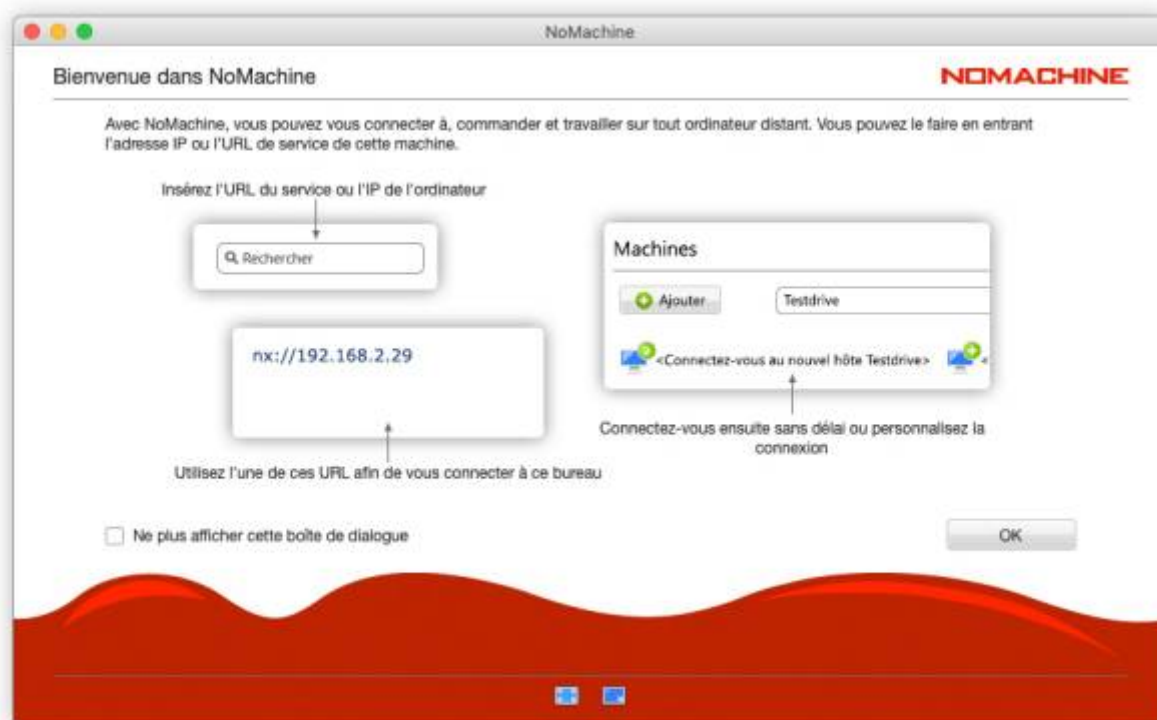 NoMachine
Bienvenue dans NoMachine
NOMACHINE
Avec NoMachine, vous pouvez vous connecter à, commander et travailler sur tout ordinateur distant. Vous pouvez le faire en entrant
l'adresse IP ou l'URL de service de cette machine.
Insérez l'URL du service ou l'IP de l'ordinateur
Rechercher
nx://192.168.2.29
Utilisez l'une de ces URL afin de vous connecter à ce bureau
Machines
Ajouter
Testdrive
<Connectez-vous au nouvel hôte Testdrive>
<
Connectez-vous ensuite sans délai ou personnalisez la
connexion
Ne plus afficher cette boîte de dialogue
OK